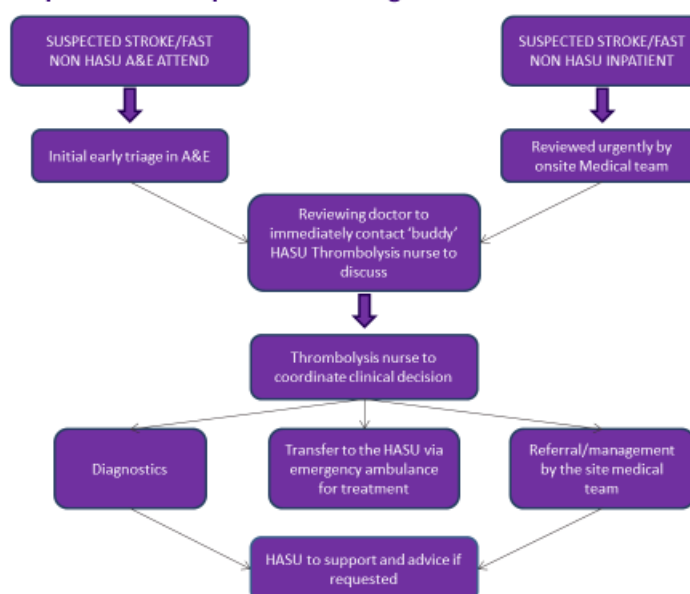 SUSPECTED STROKE/FAST
NON HASU A&E ATTEND
SUSPECTED STROKE/FAST
NON HASU INPATIENT
Initial early triage in A&E
Reviewed urgently by
onsite Medical team
Reviewing doctor to
immediately contact ‘buddy’
HASU Thrombolysis nurse to
discuss
Thrombolysis nurse to
coordinate clinical decision
Diagnostics
Transfer to the HASU via
emergency ambulance
for treatment
Referral/management
by the site medical
team
HASU to support and advice if
requested